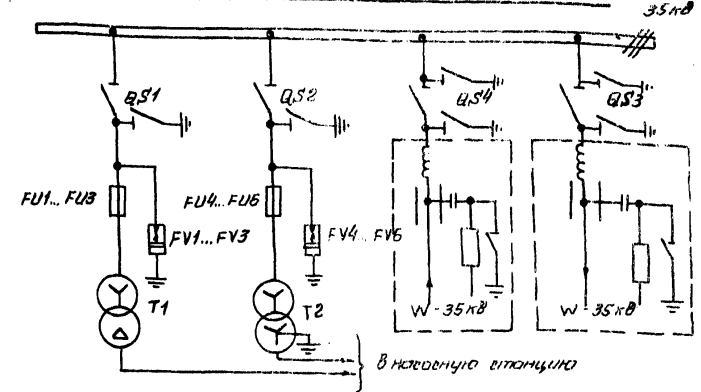 35кВ
QS1
QS2
QS4
QS3
FU1...FU3
FU4...FU6
FV1...FV3
FV4...FV6
T1
T2
W-35кВ
W-35кВ
В насосную станцию